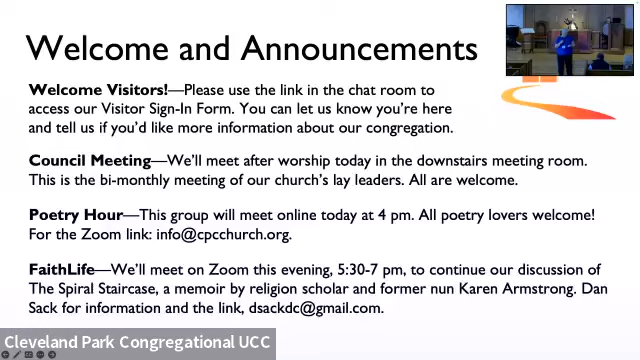 Welcome and Announcements
Welcome Visitors!—Please use the link in the chat room to
access our Visitor Sign-In Form. You can let us know you're here
and tell us if you'd like more information about our congregation.
Council Meeting—We'll meet after worship today in the downstairs meeting room.
This is the bi-monthly meeting of our church's lay leaders. All are welcome.
Poetry Hour—This group will meet online today at 4 pm. All poetry lovers welcome!
For the Zoom link: info@cpcchurch.org.
FaithLife—We'll meet on Zoom this evening, 5:30-7 pm, to continue our discussion of
The Spiral Staircase, a memoir by religion scholar and former nun Karen Armstrong. Dan
Sack for information and the link, dsackdc@gmail.com.
Cleveland Park Congregational UCC